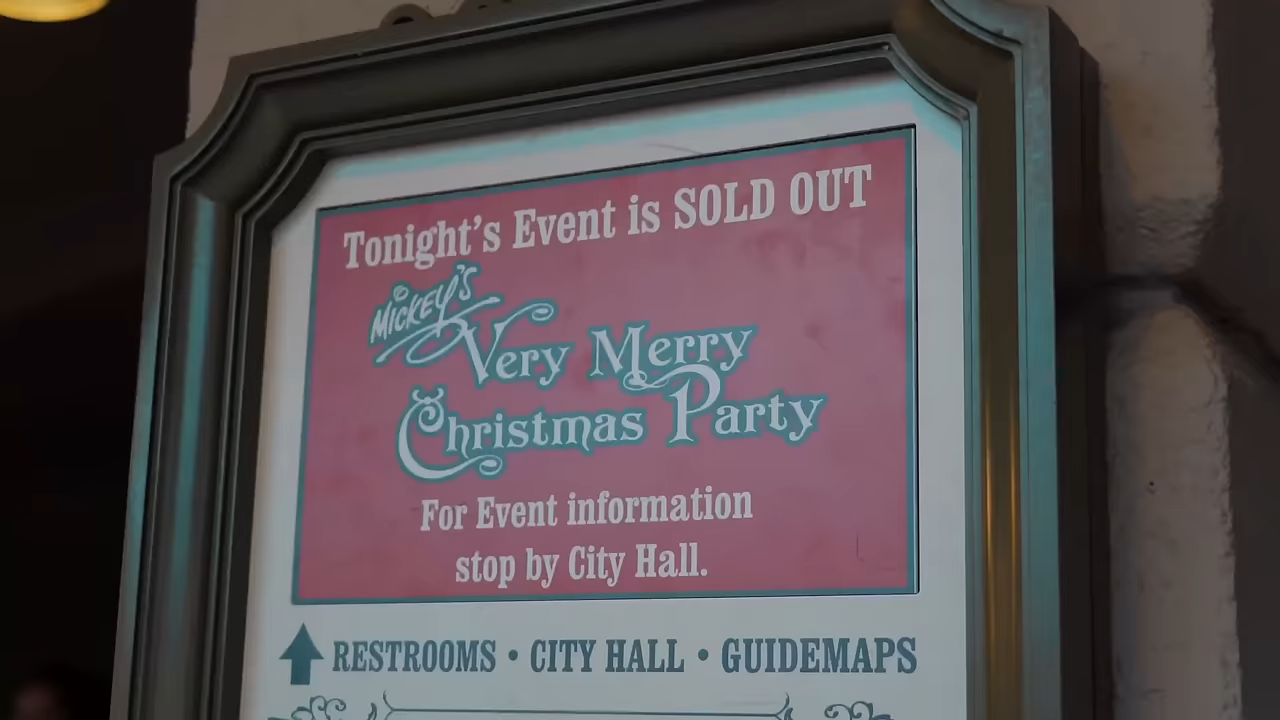 Tonight's Event is SOLD OUT
MICKEY'S
Very Merry
Christmas Party
For Event information
stop by City Hall.
RESTROOMS • CITY HALL • GUIDEMAPS